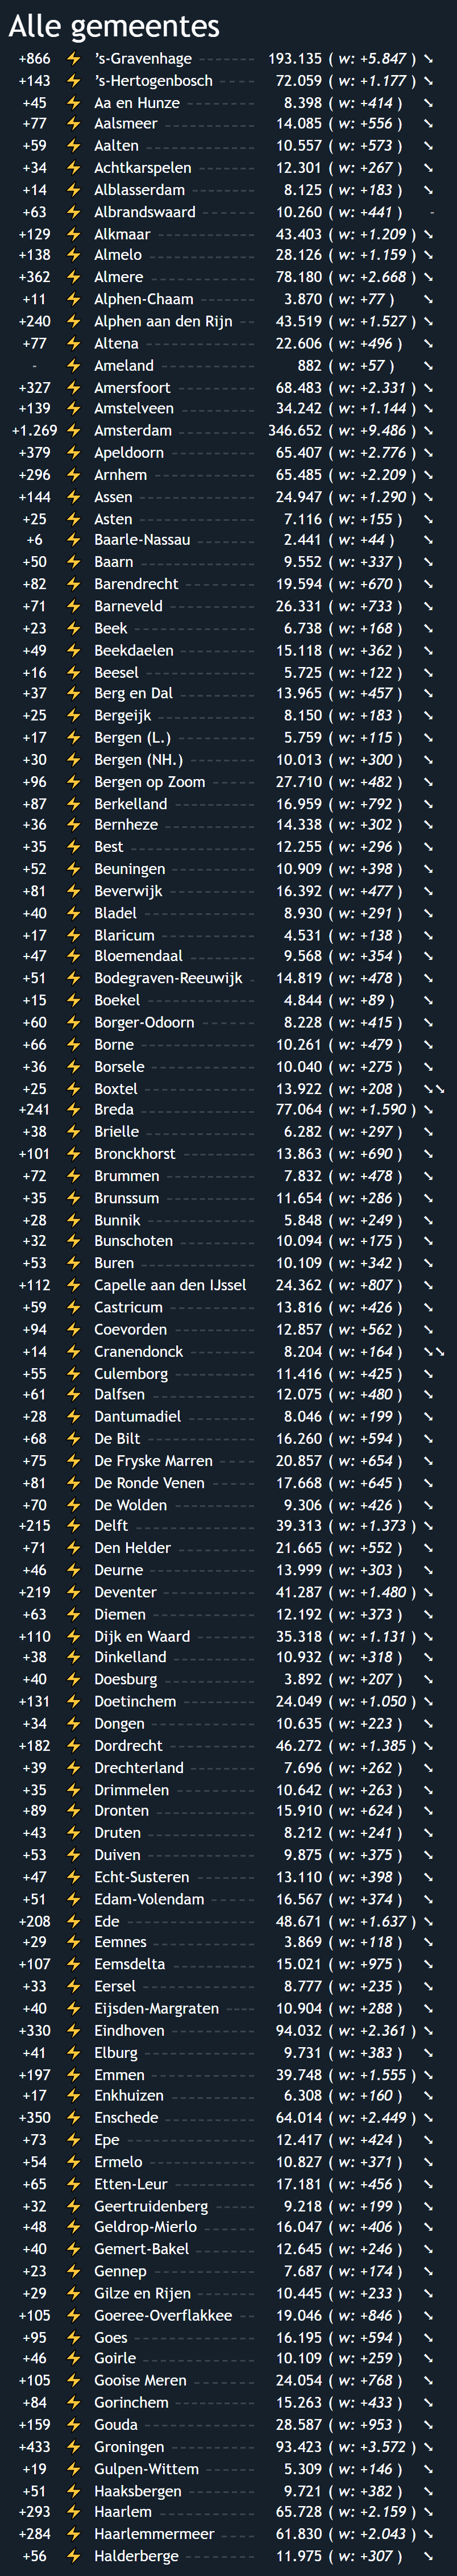 Alle gemeentes
+866 ⚡ ’s-Gravenhage 193.135 ( w: +5.847 ) ↘
+143 ⚡ ’s-Hertogenbosch 72.059 ( w: +1.177 ) ↘
+45 ⚡ Aa en Hunze 8.398 ( w: +414 ) ↘
+77 ⚡ Aalsmeer 14.085 ( w: +556 ) ↘
+59 ⚡ Aalten 10.557 ( w: +573 ) ↘
+34 ⚡ Achtkarspelen 12.301 ( w: +267 ) ↘
+14 ⚡ Alblasserdam 8.125 ( w: +183 ) ↘
+63 ⚡ Albrandswaard 10.260 ( w: +441 ) -
+129 ⚡ Alkmaar 43.403 ( w: +1.209 ) ↘
+138 ⚡ Almelo 28.126 ( w: +1.159 ) ↘
+362 ⚡ Almere 78.180 ( w: +2.668 ) ↘
+11 ⚡ Alphen-Chaam 3.870 ( w: +77 ) ↘
+240 ⚡ Alphen aan den Rijn 43.519 ( w: +1.527 ) ↘
+77 ⚡ Altena 22.606 ( w: +496 ) ↘
- ⚡ Ameland 882 ( w: +57 ) ↘
+327 ⚡ Amersfoort 68.483 ( w: +2.331 ) ↘
+139 ⚡ Amstelveen 34.242 ( w: +1.144 ) ↘
+1.269 ⚡ Amsterdam 346.652 ( w: +9.486 ) ↘
+379 ⚡ Apeldoorn 65.407 ( w: +2.776 ) ↘
+296 ⚡ Arnhem 65.485 ( w: +2.209 ) ↘
+144 ⚡ Assen 24.947 ( w: +1.290 ) ↘
+25 ⚡ Asten 7.116 ( w: +155 ) ↘
+6 ⚡ Baarle-Nassau 2.441 ( w: +44 ) ↘
+50 ⚡ Baarn 9.552 ( w: +337 ) ↘
+82 ⚡ Barendrecht 19.594 ( w: +670 ) ↘
+71 ⚡ Barneveld 26.331 ( w: +733 ) ↘
+23 ⚡ Beek 6.738 ( w: +168 ) ↘
+49 ⚡ Beekdaelen 15.118 ( w: +362 ) ↘
+16 ⚡ Beesel 5.725 ( w: +122 ) ↘
+37 ⚡ Berg en Dal 13.965 ( w: +457 ) ↘
+25 ⚡ Bergeijk 8.150 ( w: +183 ) ↘
+17 ⚡ Bergen (L.) 5.759 ( w: +115 ) ↘
+30 ⚡ Bergen (NH.) 10.013 ( w: +300 ) ↘
+96 ⚡ Bergen op Zoom 27.710 ( w: +482 ) ↘
+87 ⚡ Berkelland 16.959 ( w: +792 ) ↘
+36 ⚡ Bernheze 14.338 ( w: +302 ) ↘
+35 ⚡ Best 12.255 ( w: +296 ) ↘
+52 ⚡ Beuningen 10.909 ( w: +398 ) ↘
+81 ⚡ Beverwijk 16.392 ( w: +477 ) ↘
+40 ⚡ Bladel 8.930 ( w: +291 ) ↘
+17 ⚡ Blaricum 4.531 ( w: +138 ) ↘
+47 ⚡ Bloemendaal 9.568 ( w: +354 ) ↘
+51 ⚡ Bodegraven-Reeuwijk 14.819 ( w: +478 ) ↘
+15 ⚡ Boekel 4.844 ( w: +89 ) ↘
+60 ⚡ Borger-Odoorn 8.228 ( w: +415 ) ↘
+66 ⚡ Borne 10.261 ( w: +479 ) ↘
+36 ⚡ Borsele 10.040 ( w: +275 ) ↘
+25 ⚡ Boxtel 13.922 ( w: +208 ) ↘↘
+241 ⚡ Breda 77.064 ( w: +1.590 ) ↘
+38 ⚡ Brielle 6.282 ( w: +297 ) ↘
+101 ⚡ Bronckhorst 13.863 ( w: +690 ) ↘
+72 ⚡ Brummen 7.832 ( w: +478 ) ↘
+35 ⚡ Brunssum 11.654 ( w: +286 ) ↘
+28 ⚡ Bunnik 5.848 ( w: +249 ) ↘
+32 ⚡ Bunschoten 10.094 ( w: +175 ) ↘
+53 ⚡ Buren 10.109 ( w: +342 ) ↘
+112 ⚡ Capelle aan den IJssel 24.362 ( w: +807 ) ↘
+59 ⚡ Castricum 13.816 ( w: +426 ) ↘
+94 ⚡ Coevorden 12.857 ( w: +562 ) ↘
+14 ⚡ Cranendonck 8.204 ( w: +164 ) ↘↘
+55 ⚡ Culemborg 11.416 ( w: +425 ) ↘
+61 ⚡ Dalfsen 12.075 ( w: +480 ) ↘
+28 ⚡ Dantumadiel 8.046 ( w: +199 ) ↘
+68 ⚡ De Bilt 16.260 ( w: +594 ) ↘
+75 ⚡ De Fryske Marren 20.857 ( w: +654 ) ↘
+81 ⚡ De Ronde Venen 17.668 ( w: +645 ) ↘
+70 ⚡ De Wolden 9.306 ( w: +426 ) ↘
+215 ⚡ Delft 39.313 ( w: +1.373 ) ↘
+71 ⚡ Den Helder 21.665 ( w: +552 ) ↘
+46 ⚡ Deurne 13.999 ( w: +303 ) ↘
+219 ⚡ Deventer 41.287 ( w: +1.480 ) ↘
+63 ⚡ Diemen 12.192 ( w: +373 ) ↘
+110 ⚡ Dijk en Waard 35.318 ( w: +1.131 ) ↘
+38 ⚡ Dinkelland 10.932 ( w: +318 ) ↘
+40 ⚡ Doesburg 3.892 ( w: +207 ) ↘
+131 ⚡ Doetinchem 24.049 ( w: +1.050 ) ↘
+34 ⚡ Dongen 10.635 ( w: +223 ) ↘
+182 ⚡ Dordrecht 46.272 ( w: +1.385 ) ↘
+39 ⚡ Drechterland 7.696 ( w: +262 ) ↘
+35 ⚡ Drimmelen 10.642 ( w: +263 ) ↘
+89 ⚡ Dronten 15.910 ( w: +624 ) ↘
+43 ⚡ Druten 8.212 ( w: +241 ) ↘
+53 ⚡ Duiven 9.875 ( w: +375 ) ↘
+47 ⚡ Echt-Susteren 13.110 ( w: +398 ) ↘
+51 ⚡ Edam-Volendam 16.567 ( w: +374 ) ↘
+208 ⚡ Ede 48.671 ( w: +1.637 ) ↘
+29 ⚡ Eemnes 3.869 ( w: +118 ) ↘
+107 ⚡ Eemsdelta 15.021 ( w: +975 ) ↘
+33 ⚡ Eersel 8.777 ( w: +235 ) ↘
+40 ⚡ Eijsden-Margraten 10.904 ( w: +288 ) ↘
+330 ⚡ Eindhoven 94.032 ( w: +2.361 ) ↘
+41 ⚡ Elburg 9.731 ( w: +383 ) ↘
+197 ⚡ Emmen 39.748 ( w: +1.555 ) ↘
+17 ⚡ Enkhuizen 6.308 ( w: +160 ) ↘
+350 ⚡ Enschede 64.014 ( w: +2.449 ) ↘
+73 ⚡ Epe 12.417 ( w: +424 ) ↘
+54 ⚡ Ermelo 10.827 ( w: +371 ) ↘
+65 ⚡ Etten-Leur 17.181 ( w: +456 ) ↘
+32 ⚡ Geertruidenberg 9.218 ( w: +199 ) ↘
+48 ⚡ Geldrop-Mierlo 16.047 ( w: +406 ) ↘
+40 ⚡ Gemert-Bakel 12.645 ( w: +246 ) ↘
+23 ⚡ Gennep 7.687 ( w: +174 ) ↘
+29 ⚡ Gilze en Rijen 10.445 ( w: +233 ) ↘
+105 ⚡ Goeree-Overflakkee 19.046 ( w: +846 ) ↘
+95 ⚡ Goes 16.195 ( w: +594 ) ↘
+46 ⚡ Goirle 10.109 ( w: +259 ) ↘
+105 ⚡ Gooise Meren 24.054 ( w: +768 ) ↘
+84 ⚡ Gorinchem 15.263 ( w: +433 ) ↘
+159 ⚡ Gouda 28.587 ( w: +953 ) ↘
+433 ⚡ Groningen 93.423 ( w: +3.572 ) ↘
+19 ⚡ Gulpen-Wittem 5.309 ( w: +146 ) ↘
+51 ⚡ Haaksbergen 9.721 ( w: +382 ) ↘
+293 ⚡ Haarlem 65.728 ( w: +2.159 ) ↘
+284 ⚡ Haarlemmermeer 61.830 ( w: +2.043 ) ↘
+56 ⚡ Halderberge 11.975 ( w: +307 ) ↘